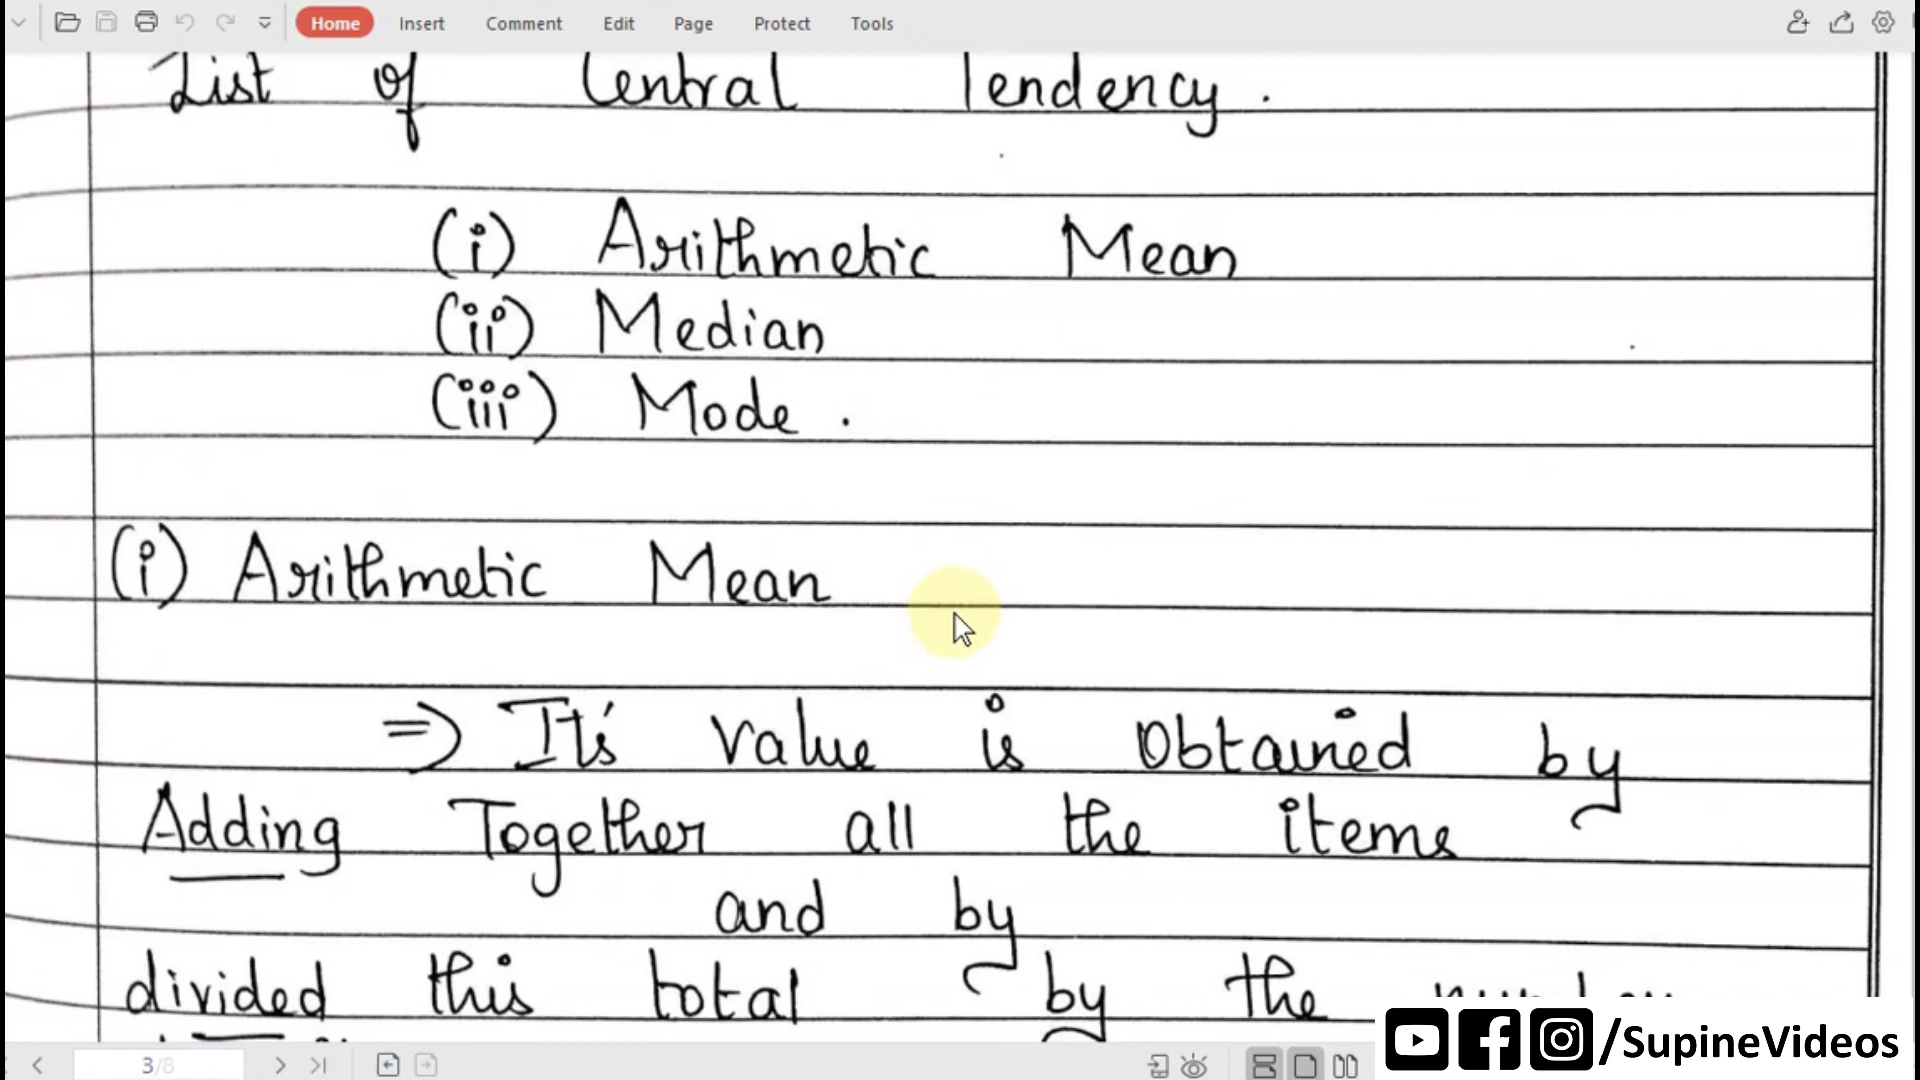 Home Insert Comment Edit Page Protect Tools
List of Central Tendency.
(i) Arithmetic Mean
(ii) Median
(iii) Mode.
(i) Arithmetic Mean
=> It's value is Obtained by
Adding Together all the items
and by
divided this total by the number
3/8
/SupineVideos